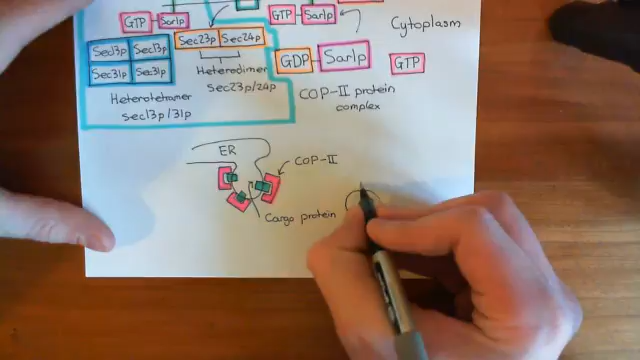 GTP Sar1p
GTP Sar1p
Cytoplasm
Sec13p Sec13p
Sec31p Sec31p
Sec23p Sec24p
GDP Sar1p
GTP
Heterodimer
sec23p/24p
Heterotetramer
sec13p/31p
COP-II protein
complex
ER
COP-II
Cargo protein